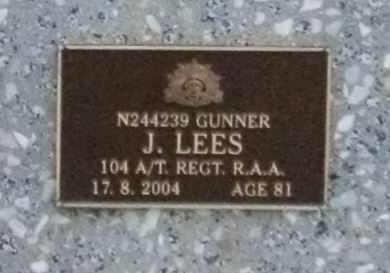 N244239 GUNNER
J. LEES
104 A/T. REGT. R.A.A.
17. 8. 2004 AGE 81